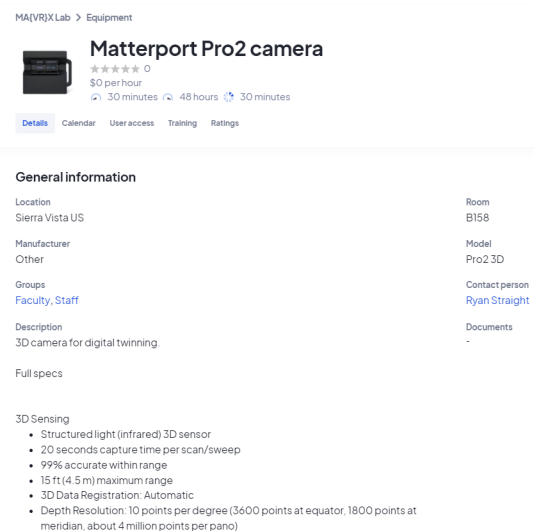 MA{VR}X Lab > Equipment
Matterport Pro2 camera
0
$0 per hour
30 minutes 48 hours 30 minutes
Details Calendar User access Training Ratings
General information
Location
Sierra Vista US
Room
B158
Manufacturer
Other
Model
Pro2 3D
Groups
Faculty, Staff
Contact person
Ryan Straight
Description
3D camera for digital twinning.
Documents
-
Full specs
3D Sensing
• Structured light (infrared) 3D sensor
• 20 seconds capture time per scan/sweep
• 99% accurate within range
• 15 ft (4.5 m) maximum range
• 3D Data Registration: Automatic
• Depth Resolution: 10 points per degree (3600 points at
meridian, about 4 million points per pano)